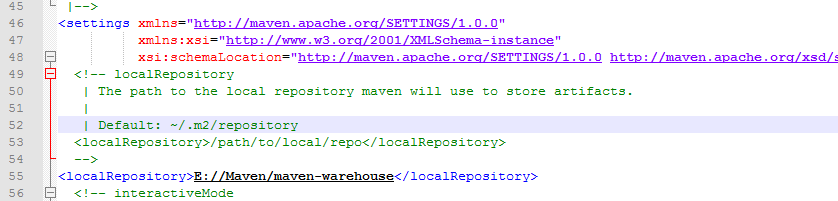 45 |-->
46 <settings xmlns="http://maven.apache.org/SETTINGS/1.0.0"
47 xmlns:xsi="http://www.w3.org/2001/XMLSchema-instance"
48 xsi:schemaLocation="http://maven.apache.org/SETTINGS/1.0.0 http://maven.apache.org/xsd/s
49 <!-- localRepository
50 | The path to the local repository maven will use to store artifacts.
51 |
52 | Default: ~/.m2/repository
53 <localRepository>/path/to/local/repo</localRepository>
54 -->
55 <localRepository>E://Maven/maven-warehouse</localRepository>
56 <!-- interactiveMode